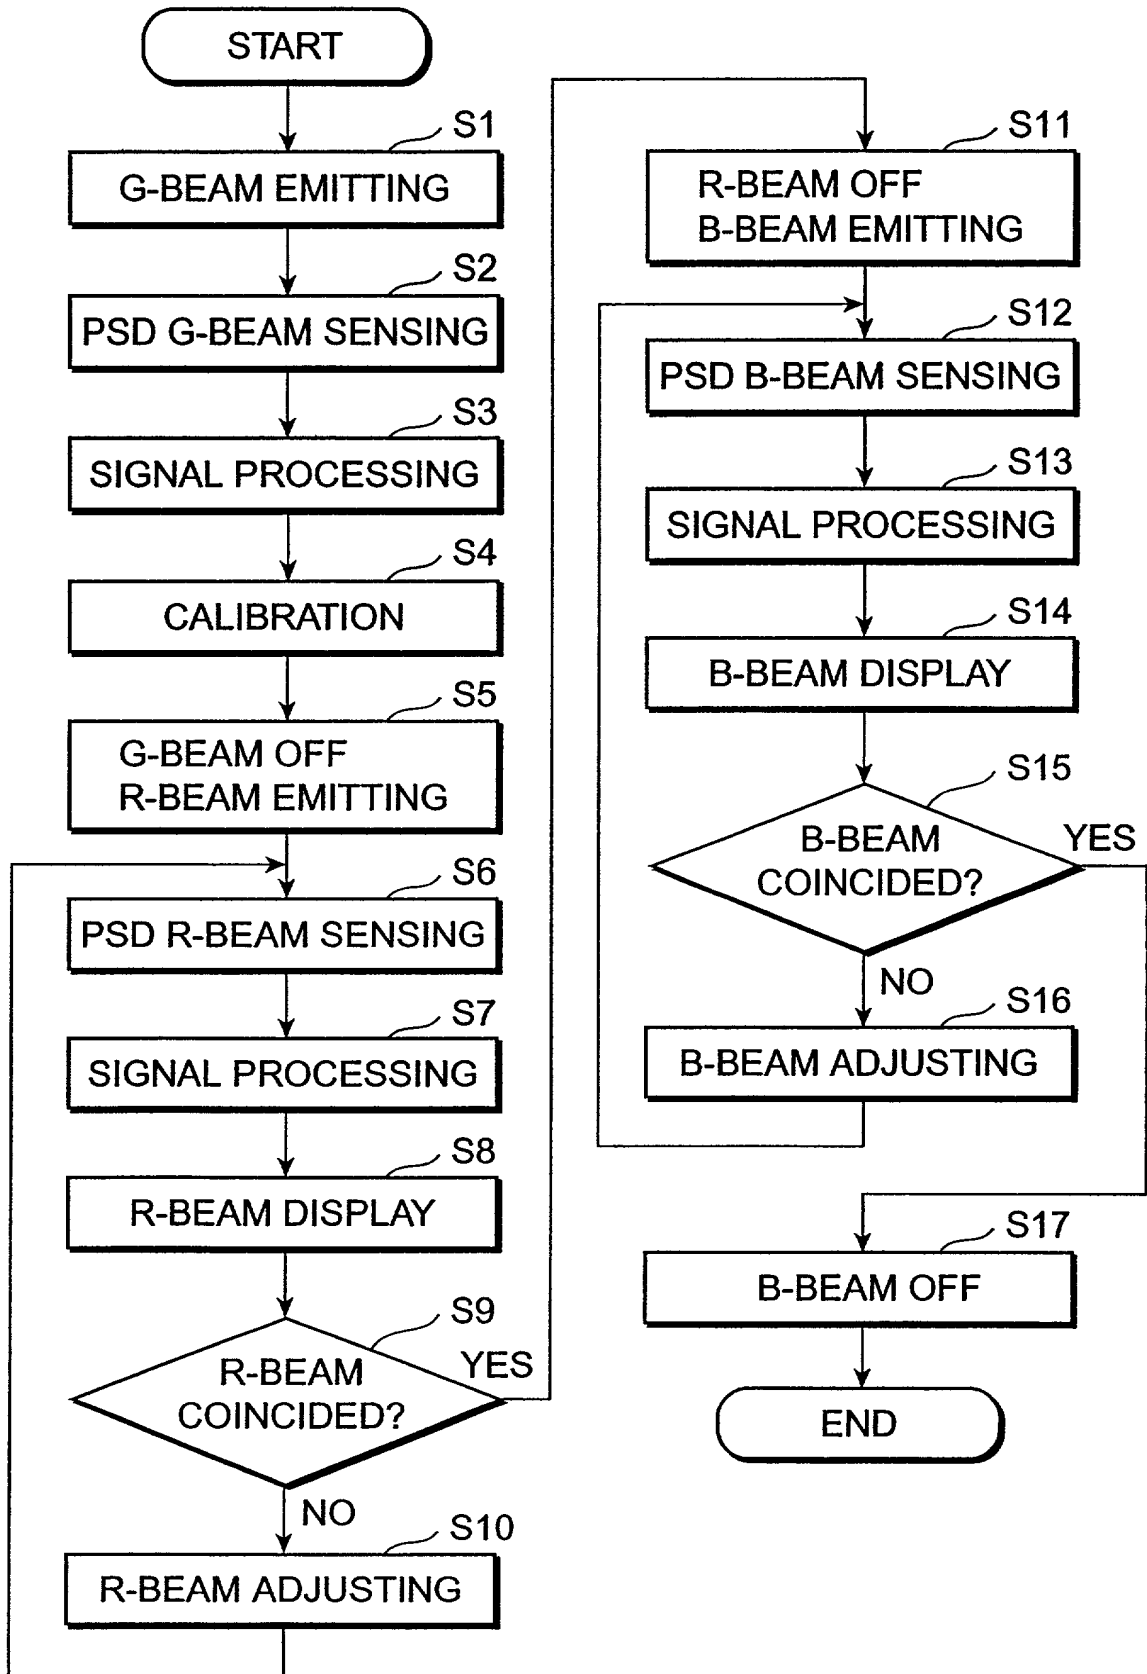 START
S1
G-BEAM EMITTING
S2
PSD G-BEAM SENSING
S3
SIGNAL PROCESSING
S4
CALIBRATION
S5
G-BEAM OFF
R-BEAM EMITTING
S6
PSD R-BEAM SENSING
S7
SIGNAL PROCESSING
S8
R-BEAM DISPLAY
S9
R-BEAM
COINCIDED?
YES
NO
S10
R-BEAM ADJUSTING
S11
R-BEAM OFF
B-BEAM EMITTING
S12
PSD B-BEAM SENSING
S13
SIGNAL PROCESSING
S14
B-BEAM DISPLAY
S15
B-BEAM
COINCIDED?
YES
NO
S16
B-BEAM ADJUSTING
S17
B-BEAM OFF
END